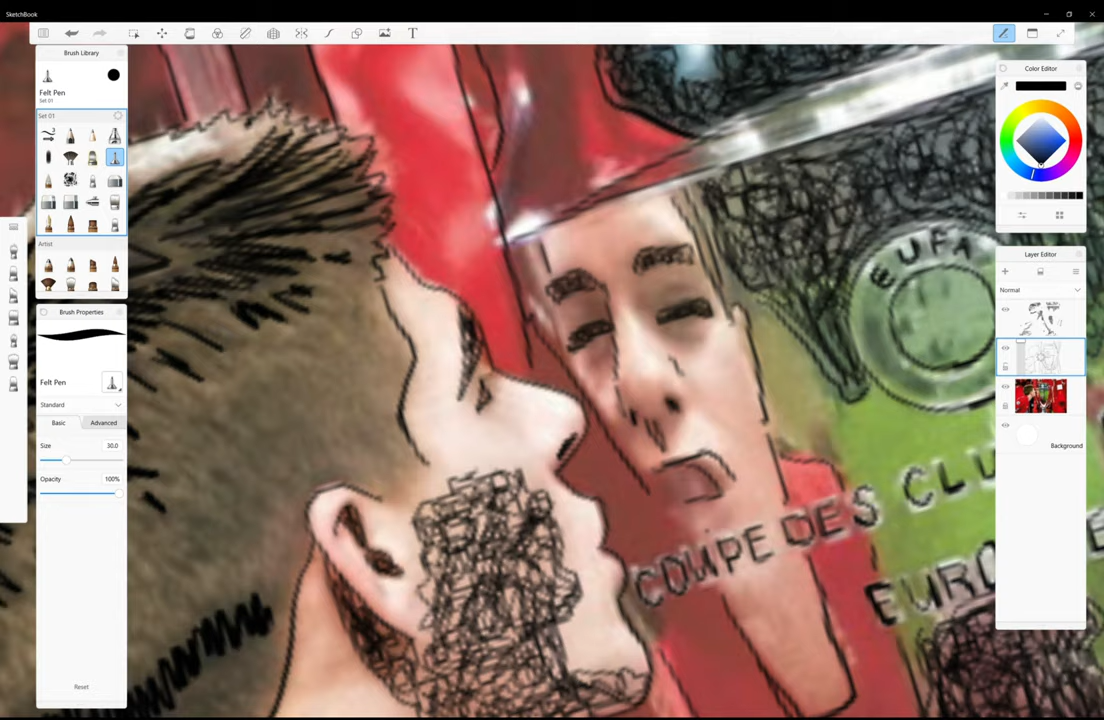 SketchBook
Brush Library
Felt Pen
Set 01
Set 01
Artist
Brush Properties
Felt Pen
Standard
Basic
Advanced
Size
30.0
Opacity
100%
Reset
T
UEFA
COUPE DES CLU
EURO
Color Editor
Layer Editor
Normal
Background